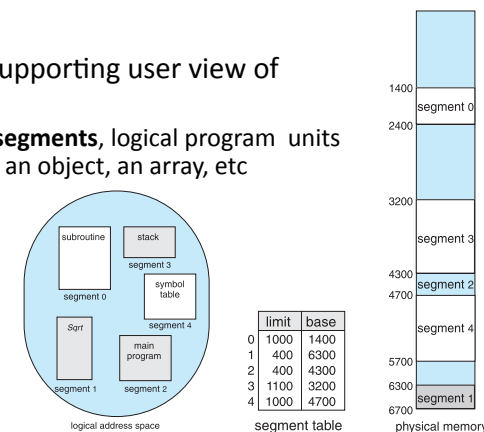 upporting user view of
segments, logical program units
an object, an array, etc
subroutine
segment 0
stack
segment 3
symbol
table
segment 4
Sqrt
segment 1
main
program
segment 2
logical address space
limit base
0 1000 1400
1 400 6300
2 400 4300
3 1100 3200
4 1000 4700
segment table
1400
segment 0
2400
3200
segment 3
4300
segment 2
4700
segment 4
5700
6300
segment 1
6700
physical memory